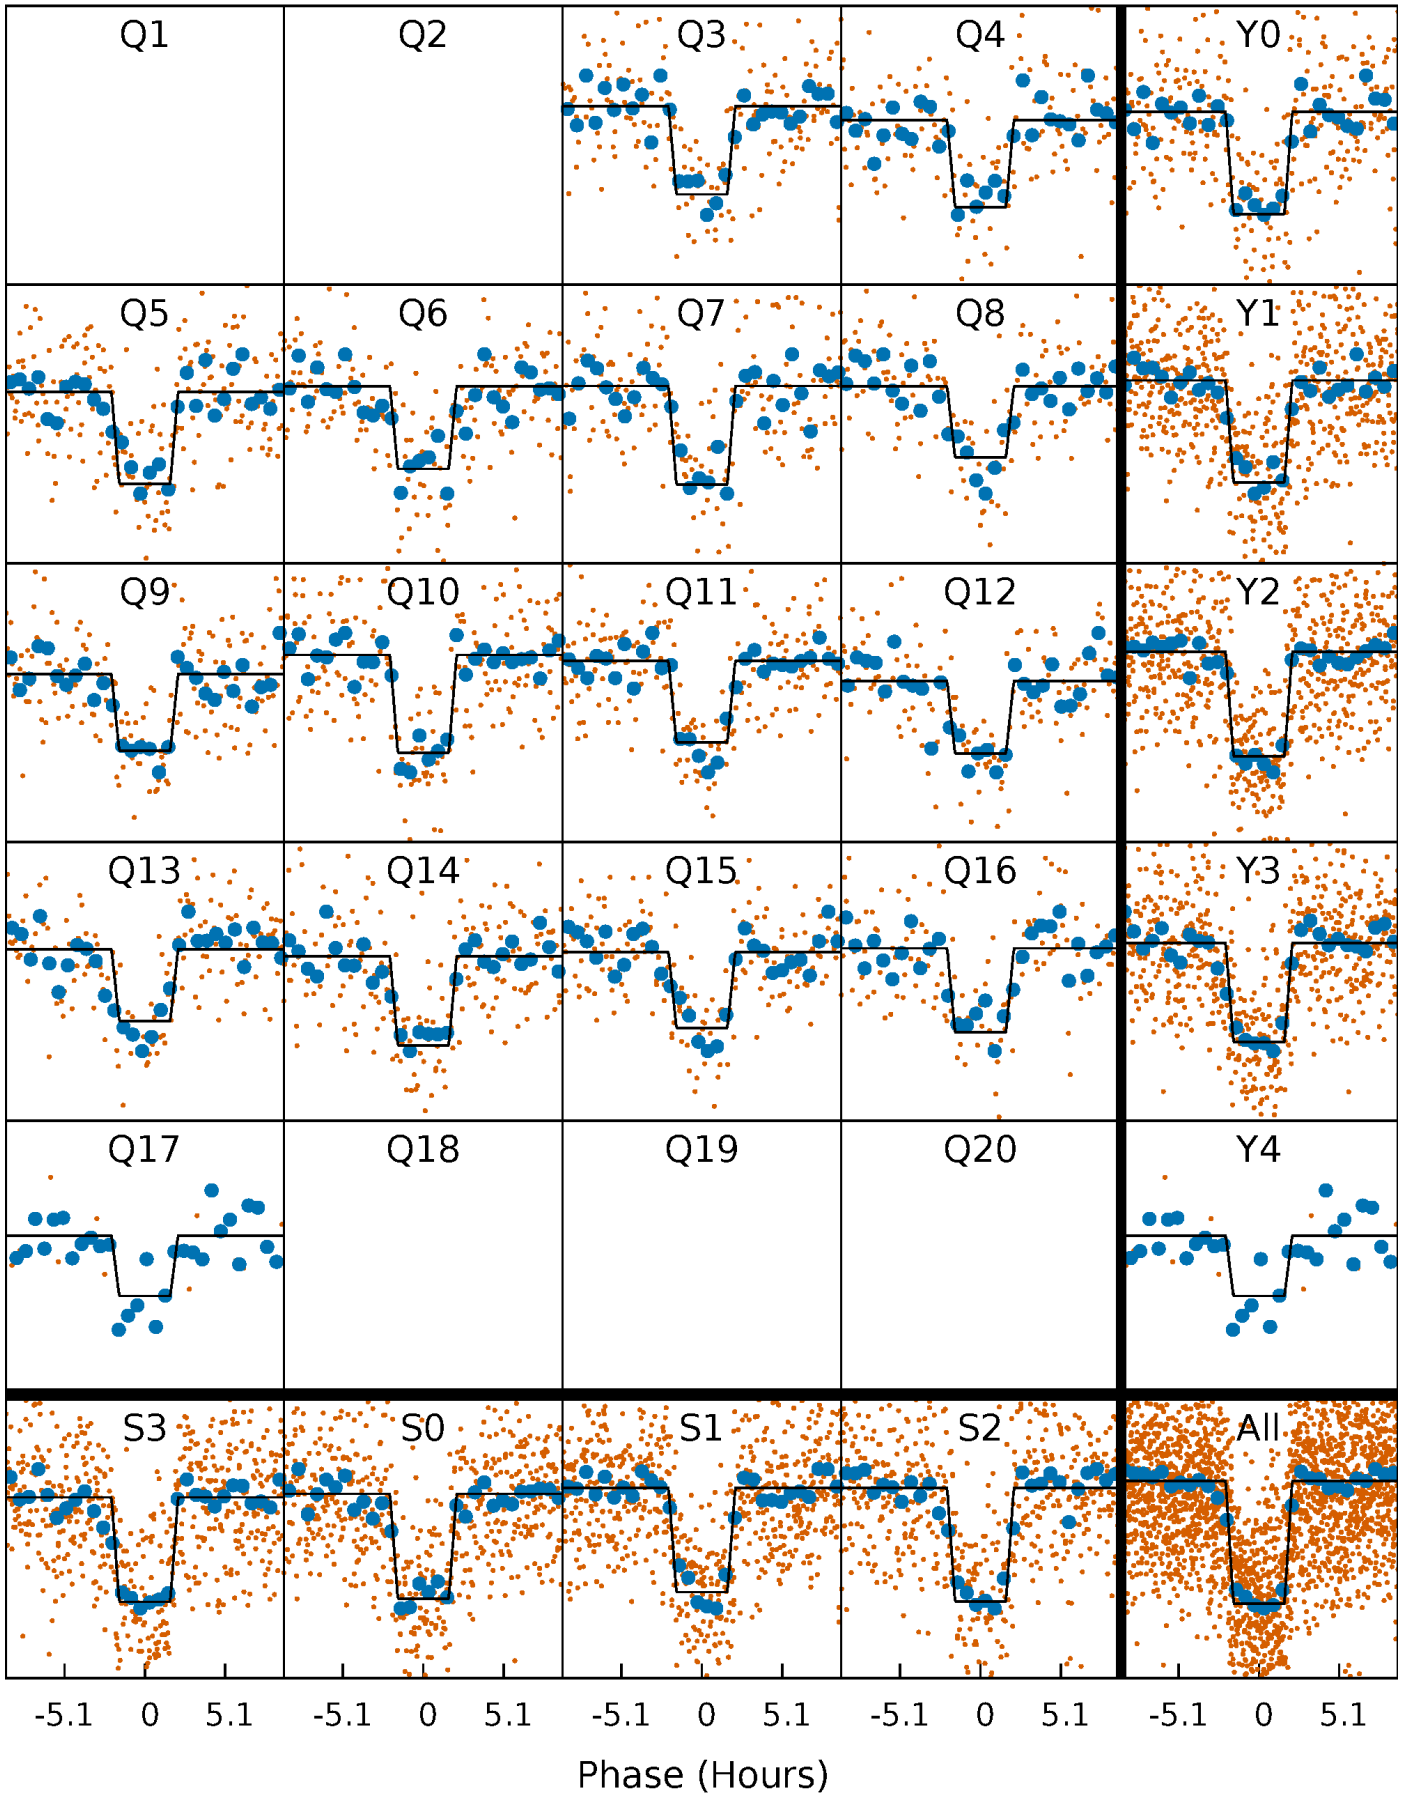 Q1 Q2 Q3 Q4 Y0
Q5 Q6 Q7 Q8 Y1
Q9 Q10 Q11 Q12 Y2
Q13 Q14 Q15 Q16 Y3
Q17 Q18 Q19 Q20 Y4
S3 S0 S1 S2 All
-5.1 0 5.1 -5.1 0 5.1 -5.1 0 5.1 -5.1 0 5.1 -5.1 0 5.1
Phase (Hours)